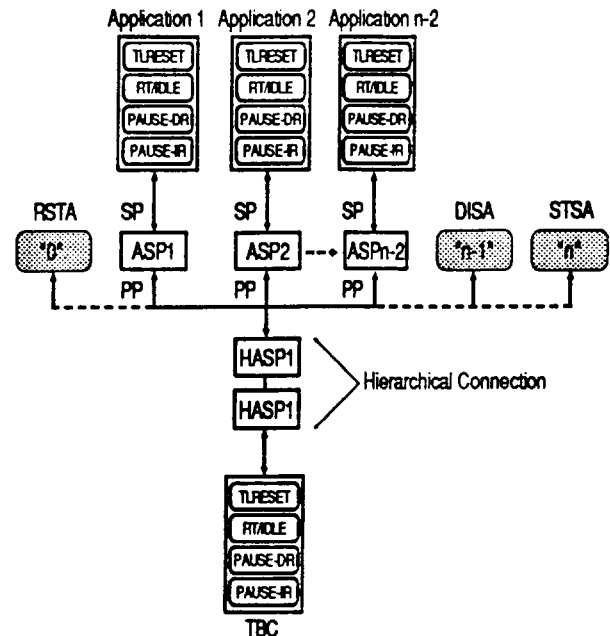 Application 1 Application 2 Application n-2
TLRESET TLRESET TLRESET
RT/IDLE RT/IDLE RT/IDLE
PAUSE-DR PAUSE-DR PAUSE-DR
PAUSE-IR PAUSE-IR PAUSE-IR
RSTA SP SP SP DISA STSA
"0" ASP1 ASP2 ASPn-2 "n-1" "n"
PP PP PP
HASP1
Hierarchical Connection
HASP1
TLRESET
RT/IDLE
PAUSE-DR
PAUSE-IR
TBC